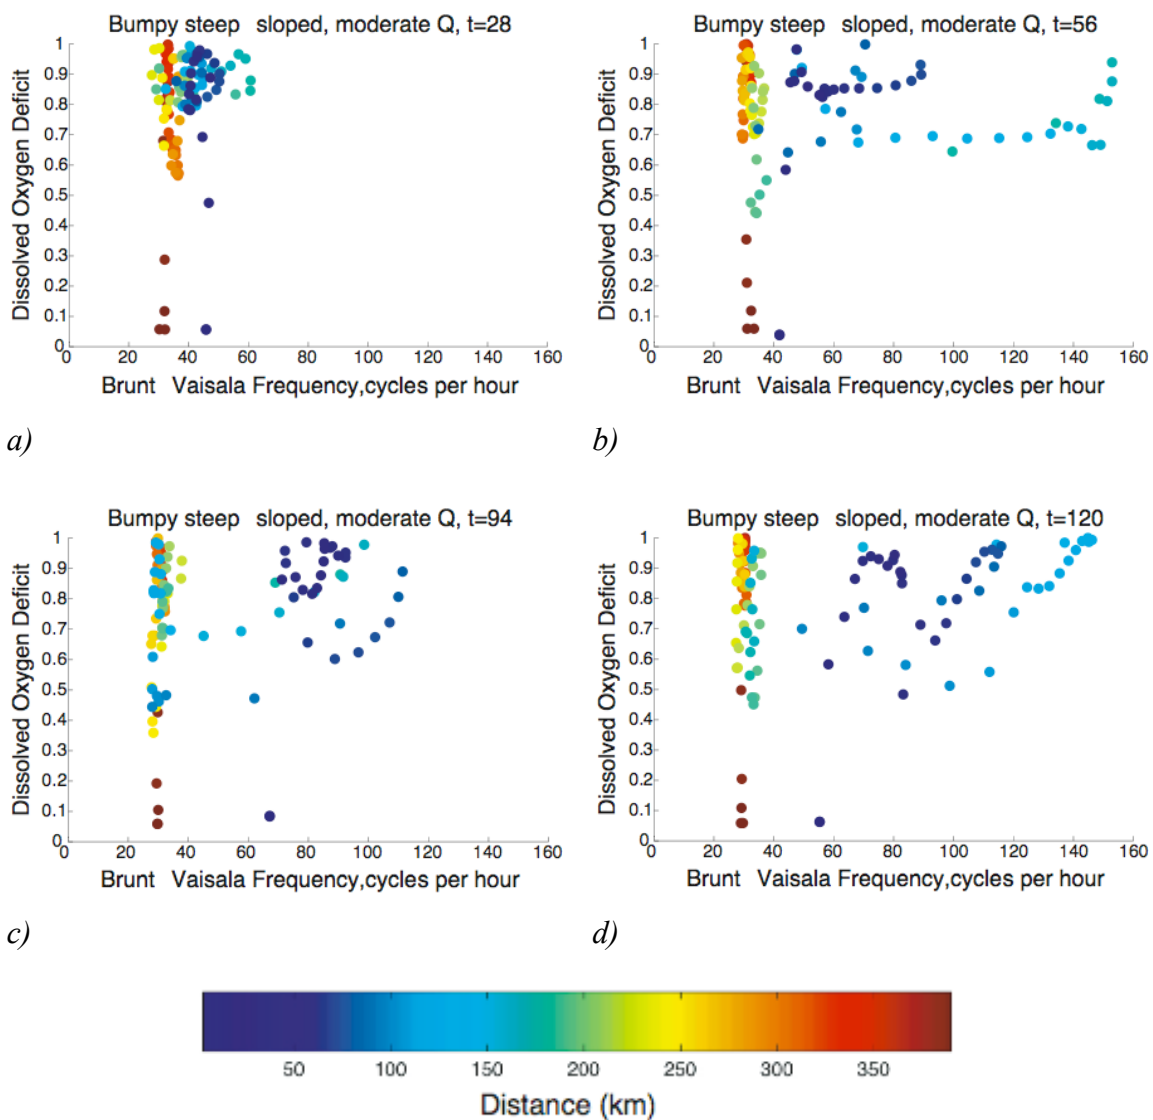 Bumpy steep sloped, moderate Q, t=28
1
0.9
0.8
0.7
0.6
0.5
0.4
0.3
0.2
0.1
0
Dissolved Oxygen Deficit
0 20 40 60 80 100 120 140 160
Brunt Vaisala Frequency,cycles per hour
a)
Bumpy steep sloped, moderate Q, t=56
1
0.9
0.8
0.7
0.6
0.5
0.4
0.3
0.2
0.1
0
Dissolved Oxygen Deficit
0 20 40 60 80 100 120 140 160
Brunt Vaisala Frequency,cycles per hour
b)
Bumpy steep sloped, moderate Q, t=94
1
0.9
0.8
0.7
0.6
0.5
0.4
0.3
0.2
0.1
0
Dissolved Oxygen Deficit
0 20 40 60 80 100 120 140 160
Brunt Vaisala Frequency,cycles per hour
c)
Bumpy steep sloped, moderate Q, t=120
1
0.9
0.8
0.7
0.6
0.5
0.4
0.3
0.2
0.1
0
Dissolved Oxygen Deficit
0 20 40 60 80 100 120 140 160
Brunt Vaisala Frequency,cycles per hour
d)
50 100 150 200 250 300 350
Distance (km)